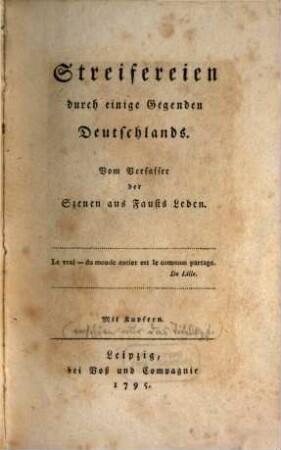 Streifereien
durch einige Gegenden
Deutschlands.
Vom Verfasser
der
Szenen aus Fausts Leben.
Le vrai — du monde entier est le commun partage.
De Lille.
Mit Kupfern.
Leipzig,
bei Voß und Compagnie
1795.